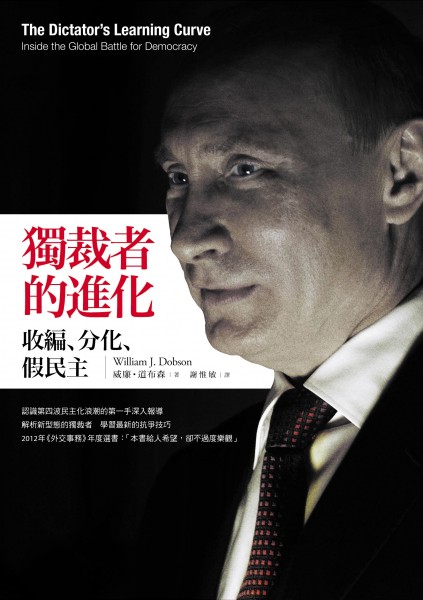 The Dictator's Learning Curve
Inside the Global Battle for Democracy
獨裁者
的進化
收編、分化、
假民主
William J. Dobson
威廉・道布森｜著　謝惟敏｜譯
認識第四波民主化浪潮的第一手深入報導
解析新型態的獨裁者　學習最新的抗爭技巧
2012年《外交事務》年度選書：「本書給人希望，卻不過度樂觀」